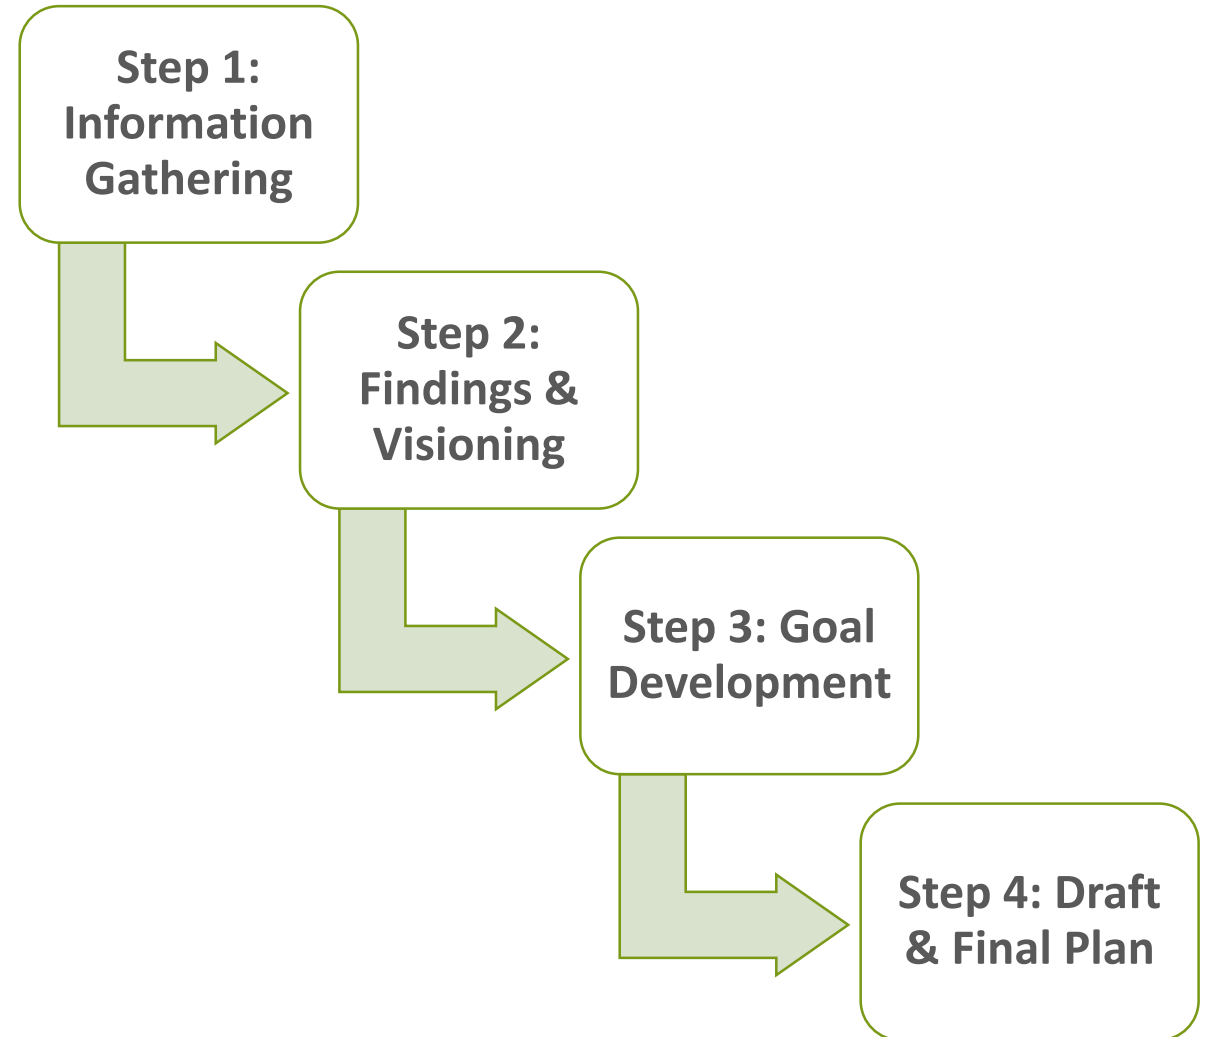 Step 1:
Information
Gathering
Step 2:
Findings &
Visioning
Step 3: Goal
Development
Step 4: Draft
& Final Plan